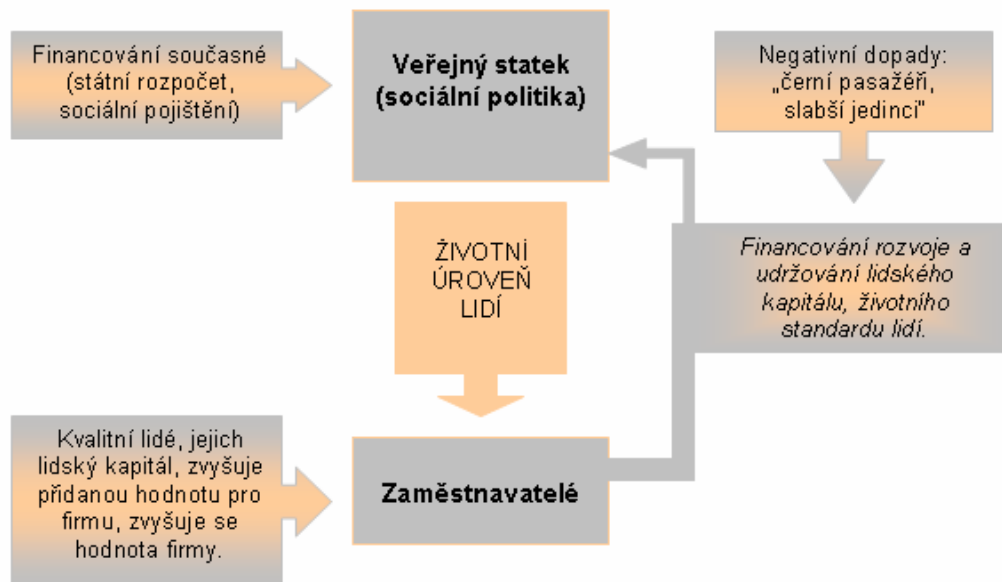 Financování současné
(státní rozpočet,
sociální pojištění)
Veřejný statek
(sociální politika)
Negativní dopady:
„černí pasažéři,
slabší jedinci"
ŽIVOTNÍ
ÚROVEŇ
LIDÍ
Financování rozvoje a
udržování lidského
kapitálu, životního
standardu lidí.
Kvalitní lidé, jejich
lidský kapitál, zvyšuje
přidanou hodnotu pro
firmu, zvyšuje se
hodnota firmy.
Zaměstnavatelé